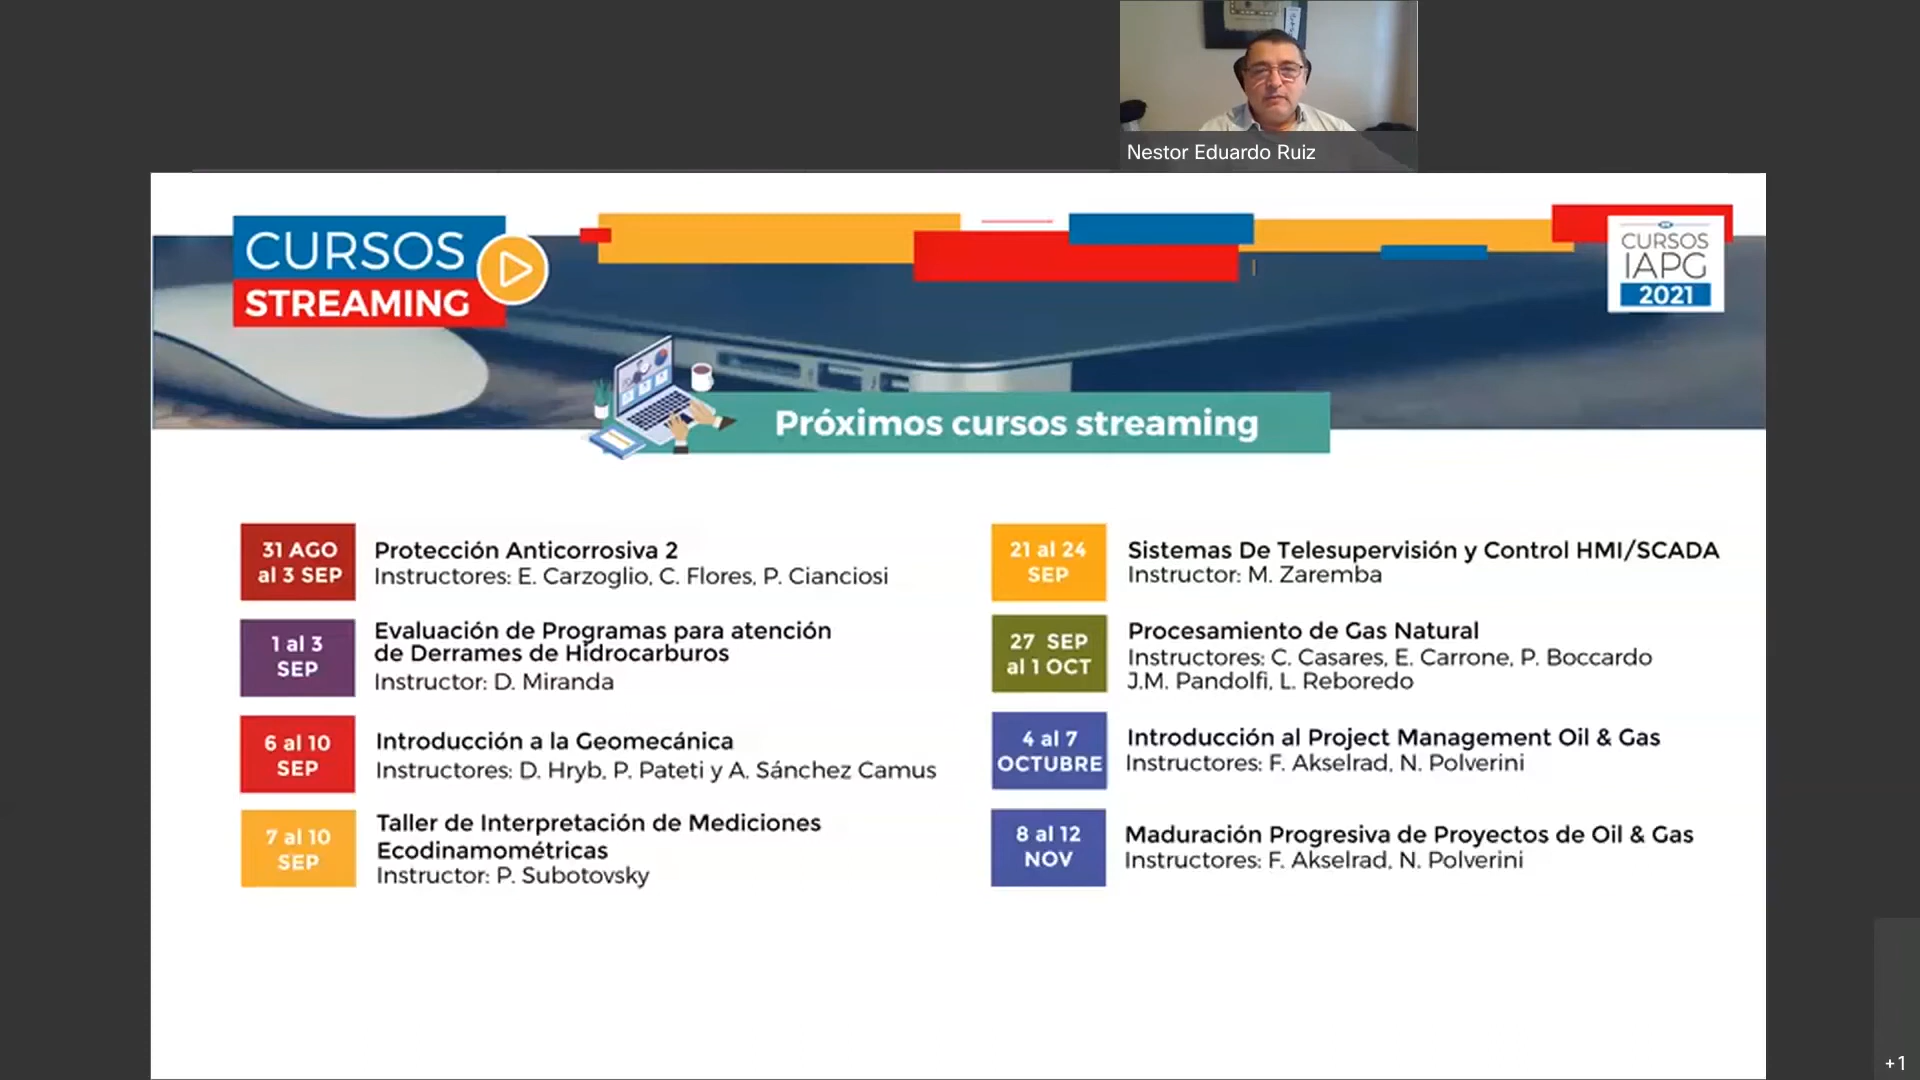 Nestor Eduardo Ruiz
CURSOS
STREAMING
CURSOS
IAPG
2021
Próximos cursos streaming
31 AGO
al 3 SEP
Protección Anticorrosiva 2
Instructores: E. Carzoglio, C. Flores, P. Cianciosi
1 al 3
SEP
Evaluación de Programas para atención
de Derrames de Hidrocarburos
Instructor: D. Miranda
6 al 10
SEP
Introducción a la Geomecánica
Instructores: D. Hryb, P. Pateti y A. Sánchez Camus
7 al 10
SEP
Taller de Interpretación de Mediciones
Ecodinamométricas
Instructor: P. Subotovsky
21 al 24
SEP
Sistemas De Telesupervisión y Control HMI/SCADA
Instructor: M. Zaremba
27 SEP
al 1 OCT
Procesamiento de Gas Natural
Instructores: C. Casares, E. Carrone, P. Boccardo
J.M. Pandolfi, L. Reboredo
4 al 7
OCTUBRE
Introducción al Project Management Oil & Gas
Instructores: F. Akselrad, N. Polverini
8 al 12
NOV
Maduración Progresiva de Proyectos de Oil & Gas
Instructores: F. Akselrad, N. Polverini
+1